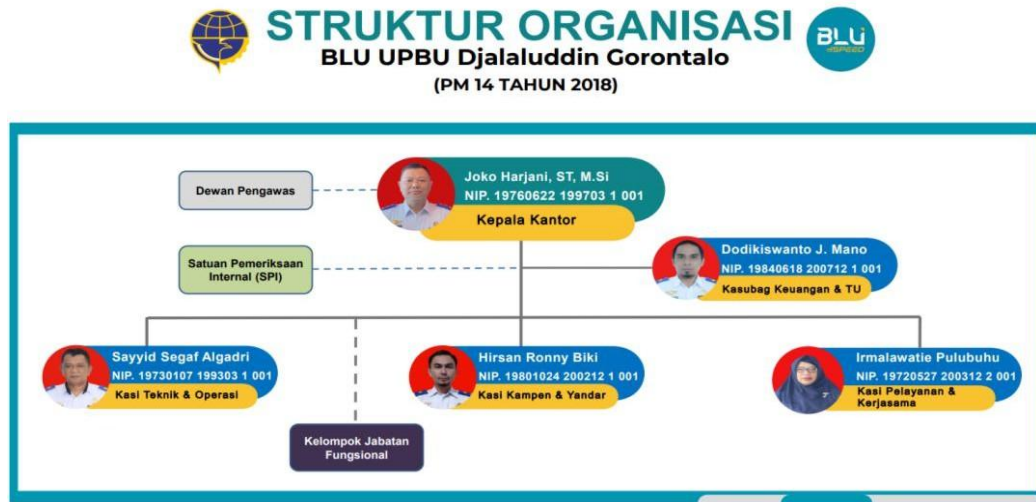 STRUKTUR ORGANISASI
BLU UPBU Djalaluddin Gorontalo
(PM 14 TAHUN 2018)
BLU
SPEED
Dewan Pengawas
Joko Harjani, ST, M.Si
NIP. 19760622 199703 1 001
Kepala Kantor
Satuan Pemeriksaan
Internal (SPI)
Dodikiswanto J. Mano
NIP. 19840618 200712 1 001
Kasubag Keuangan & TU
Sayyid Segaf Algadri
NIP. 19730107 199303 1 001
Kasi Teknik & Operasi
Hirsan Ronny Biki
NIP. 19801024 200212 1 001
Kasi Kampen & Yandar
Irmalawatie Pulubuhu
NIP. 19720527 200312 2 001
Kasi Pelayanan &
Kerjasama
Kelompok Jabatan
Fungsional